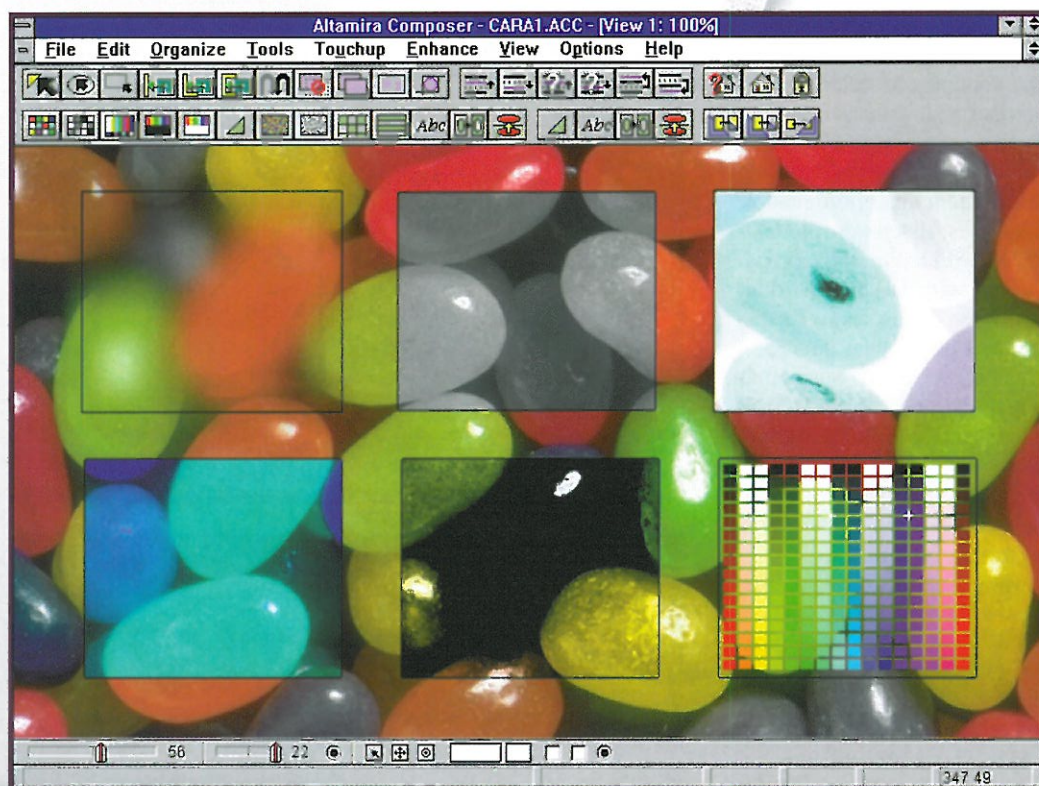 Altamira Composer - CARA1.ACC - [View 1: 100%]
File Edit Organize Tools Touchup Enhance View Options Help
Abc Abc
56 22
347 49